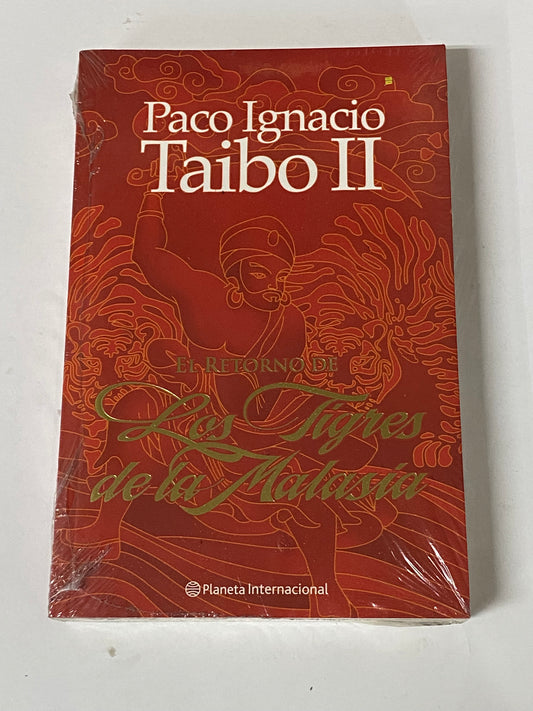 Paco Ignacio
Taibo II
El Retorno de
Los Tigres
de la Malasia
Planeta Internacional